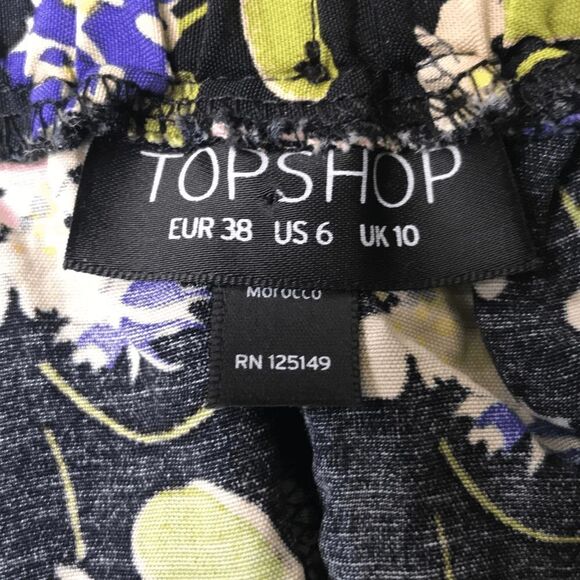 TOPSHOP
EUR 38 US 6 UK 10
Morocco
RN 125149